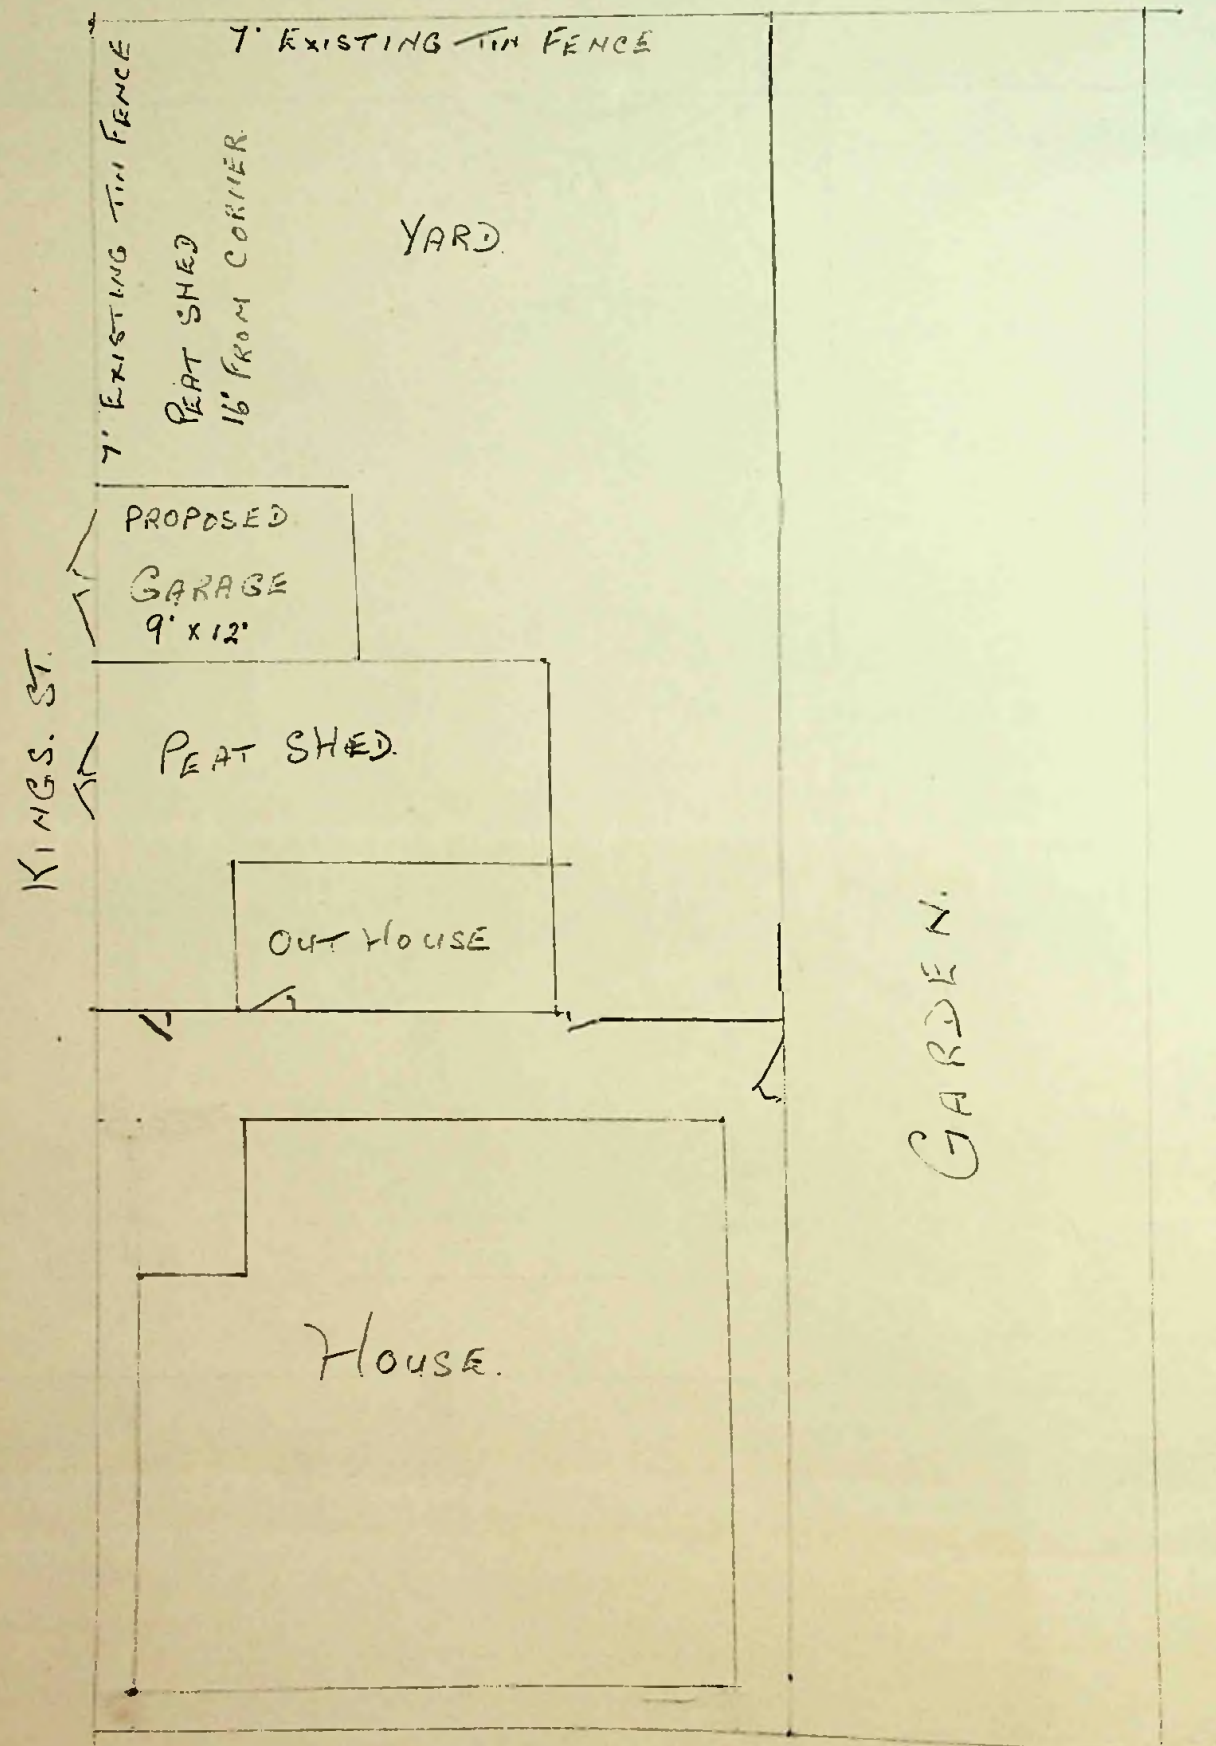 7' EXISTING TIN FENCE
7' EXISTING TIN FENCE
PEAT SHED
16' FROM CORNER.
YARD.
PROPOSED
GARAGE
9' x 12'
KINGS. ST.
PEAT SHED.
OUT HOUSE
GARDEN.
HOUSE.